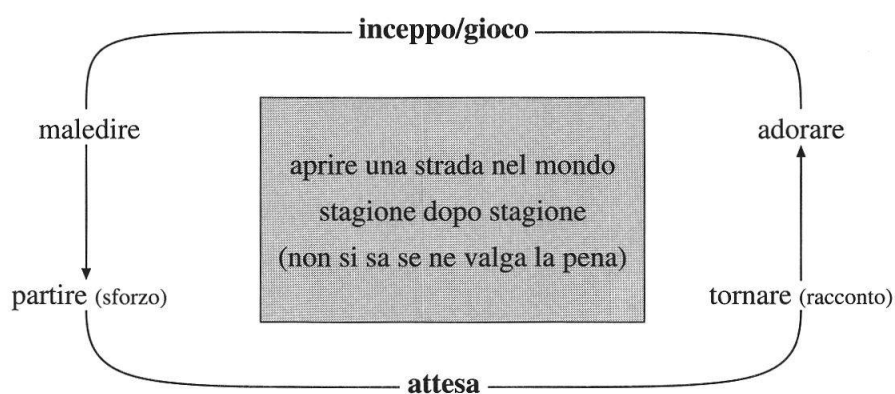 inceppo/gioco
maledire
adorare
aprire una strada nel mondo
stagione dopo stagione
(non si sa se ne valga la pena)
partire (sforzo)
tornare (racconto)
attesa